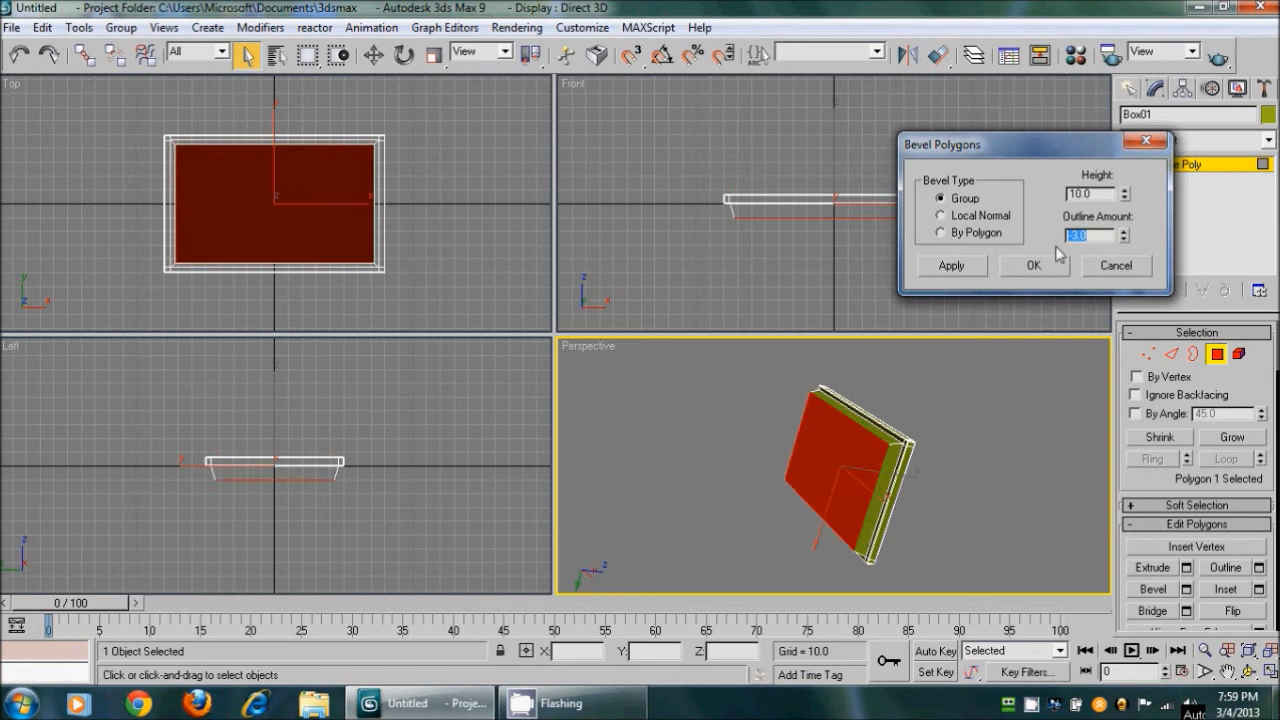 Untitled - Project Folder: C:\Users\Microsoft\Documents\3dsmax - Autodesk 3ds Max 9 - Display : Direct 3D
File Edit Tools Group Views Create Modifiers reactor Animation Graph Editors Rendering Customize MAXScript Help
All View View
Top
Front
Bevel Polygons
Bevel Type
Group
Local Normal
By Polygon
Height:
10.0
Outline Amount:
-3.0
Apply OK Cancel
Box01
Poly
Left
Perspective
Selection
By Vertex
Ignore Backfacing
By Angle: 45.0
Shrink Grow
Ring Loop
Polygon 1 Selected
Soft Selection
Edit Polygons
Insert Vertex
Extrude Outline
Bevel Inset
Bridge Flip
0 / 100
0 5 10 15 20 25 30 35 40 45 50 55 60 65 70 75 80 85 90 95 100
1 Object Selected X: Y: Z: Grid = 10.0 Auto Key Selected
Click or click-and-drag to select objects Add Time Tag Set Key Key Filters... 0
Untitled - Proje... Flashing
7:59 PM
3/4/2013